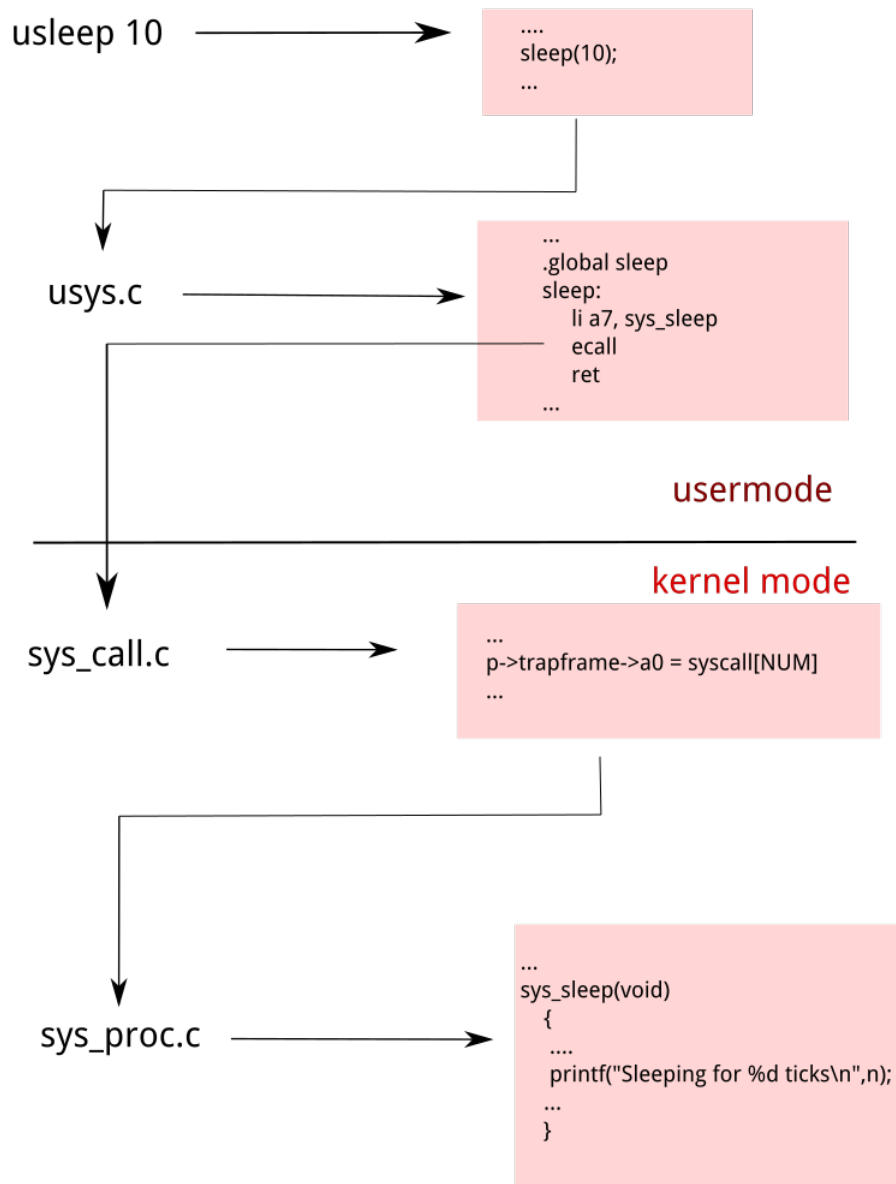 usleep 10
....
sleep(10);
...
usys.c
...
.global sleep
sleep:
li a7, sys_sleep
ecall
ret
...
usermode
kernel mode
sys_call.c
...
p->trapframe->a0 = syscall[NUM]
...
sys_proc.c
...
sys_sleep(void)
{
....
printf("Sleeping for %d ticks\n",n);
...
}